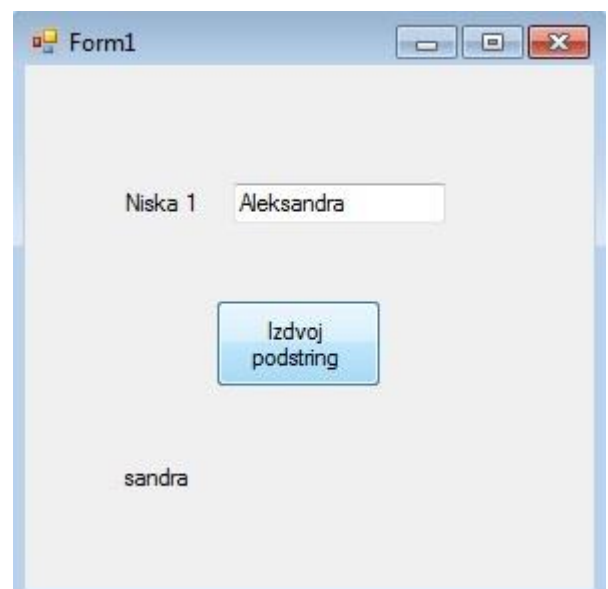 Form1
Niska 1 Aleksandra
Izdvoj
podstring
sandra